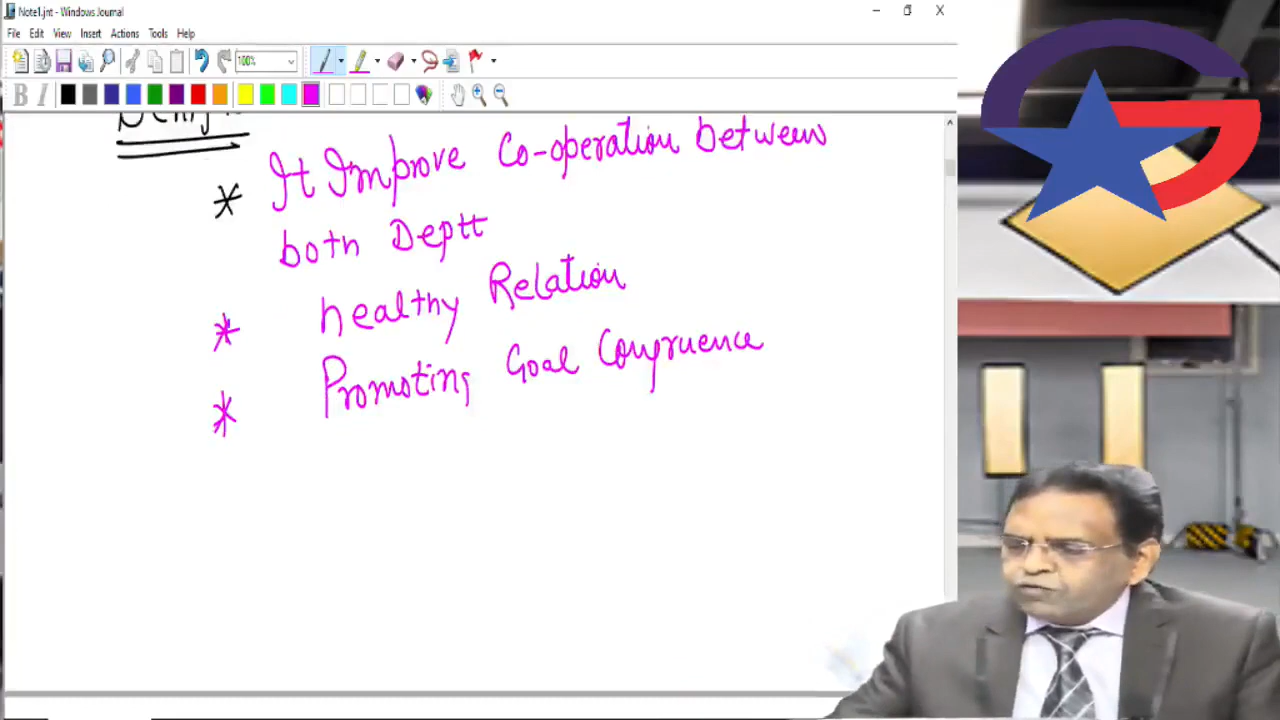 Note1.jnt - Windows Journal
File Edit View Insert Actions Tools Help
100%
B I
* It Improve Co-operation between
both Deptt
* healthy Relation
* Promoting Goal Congruence